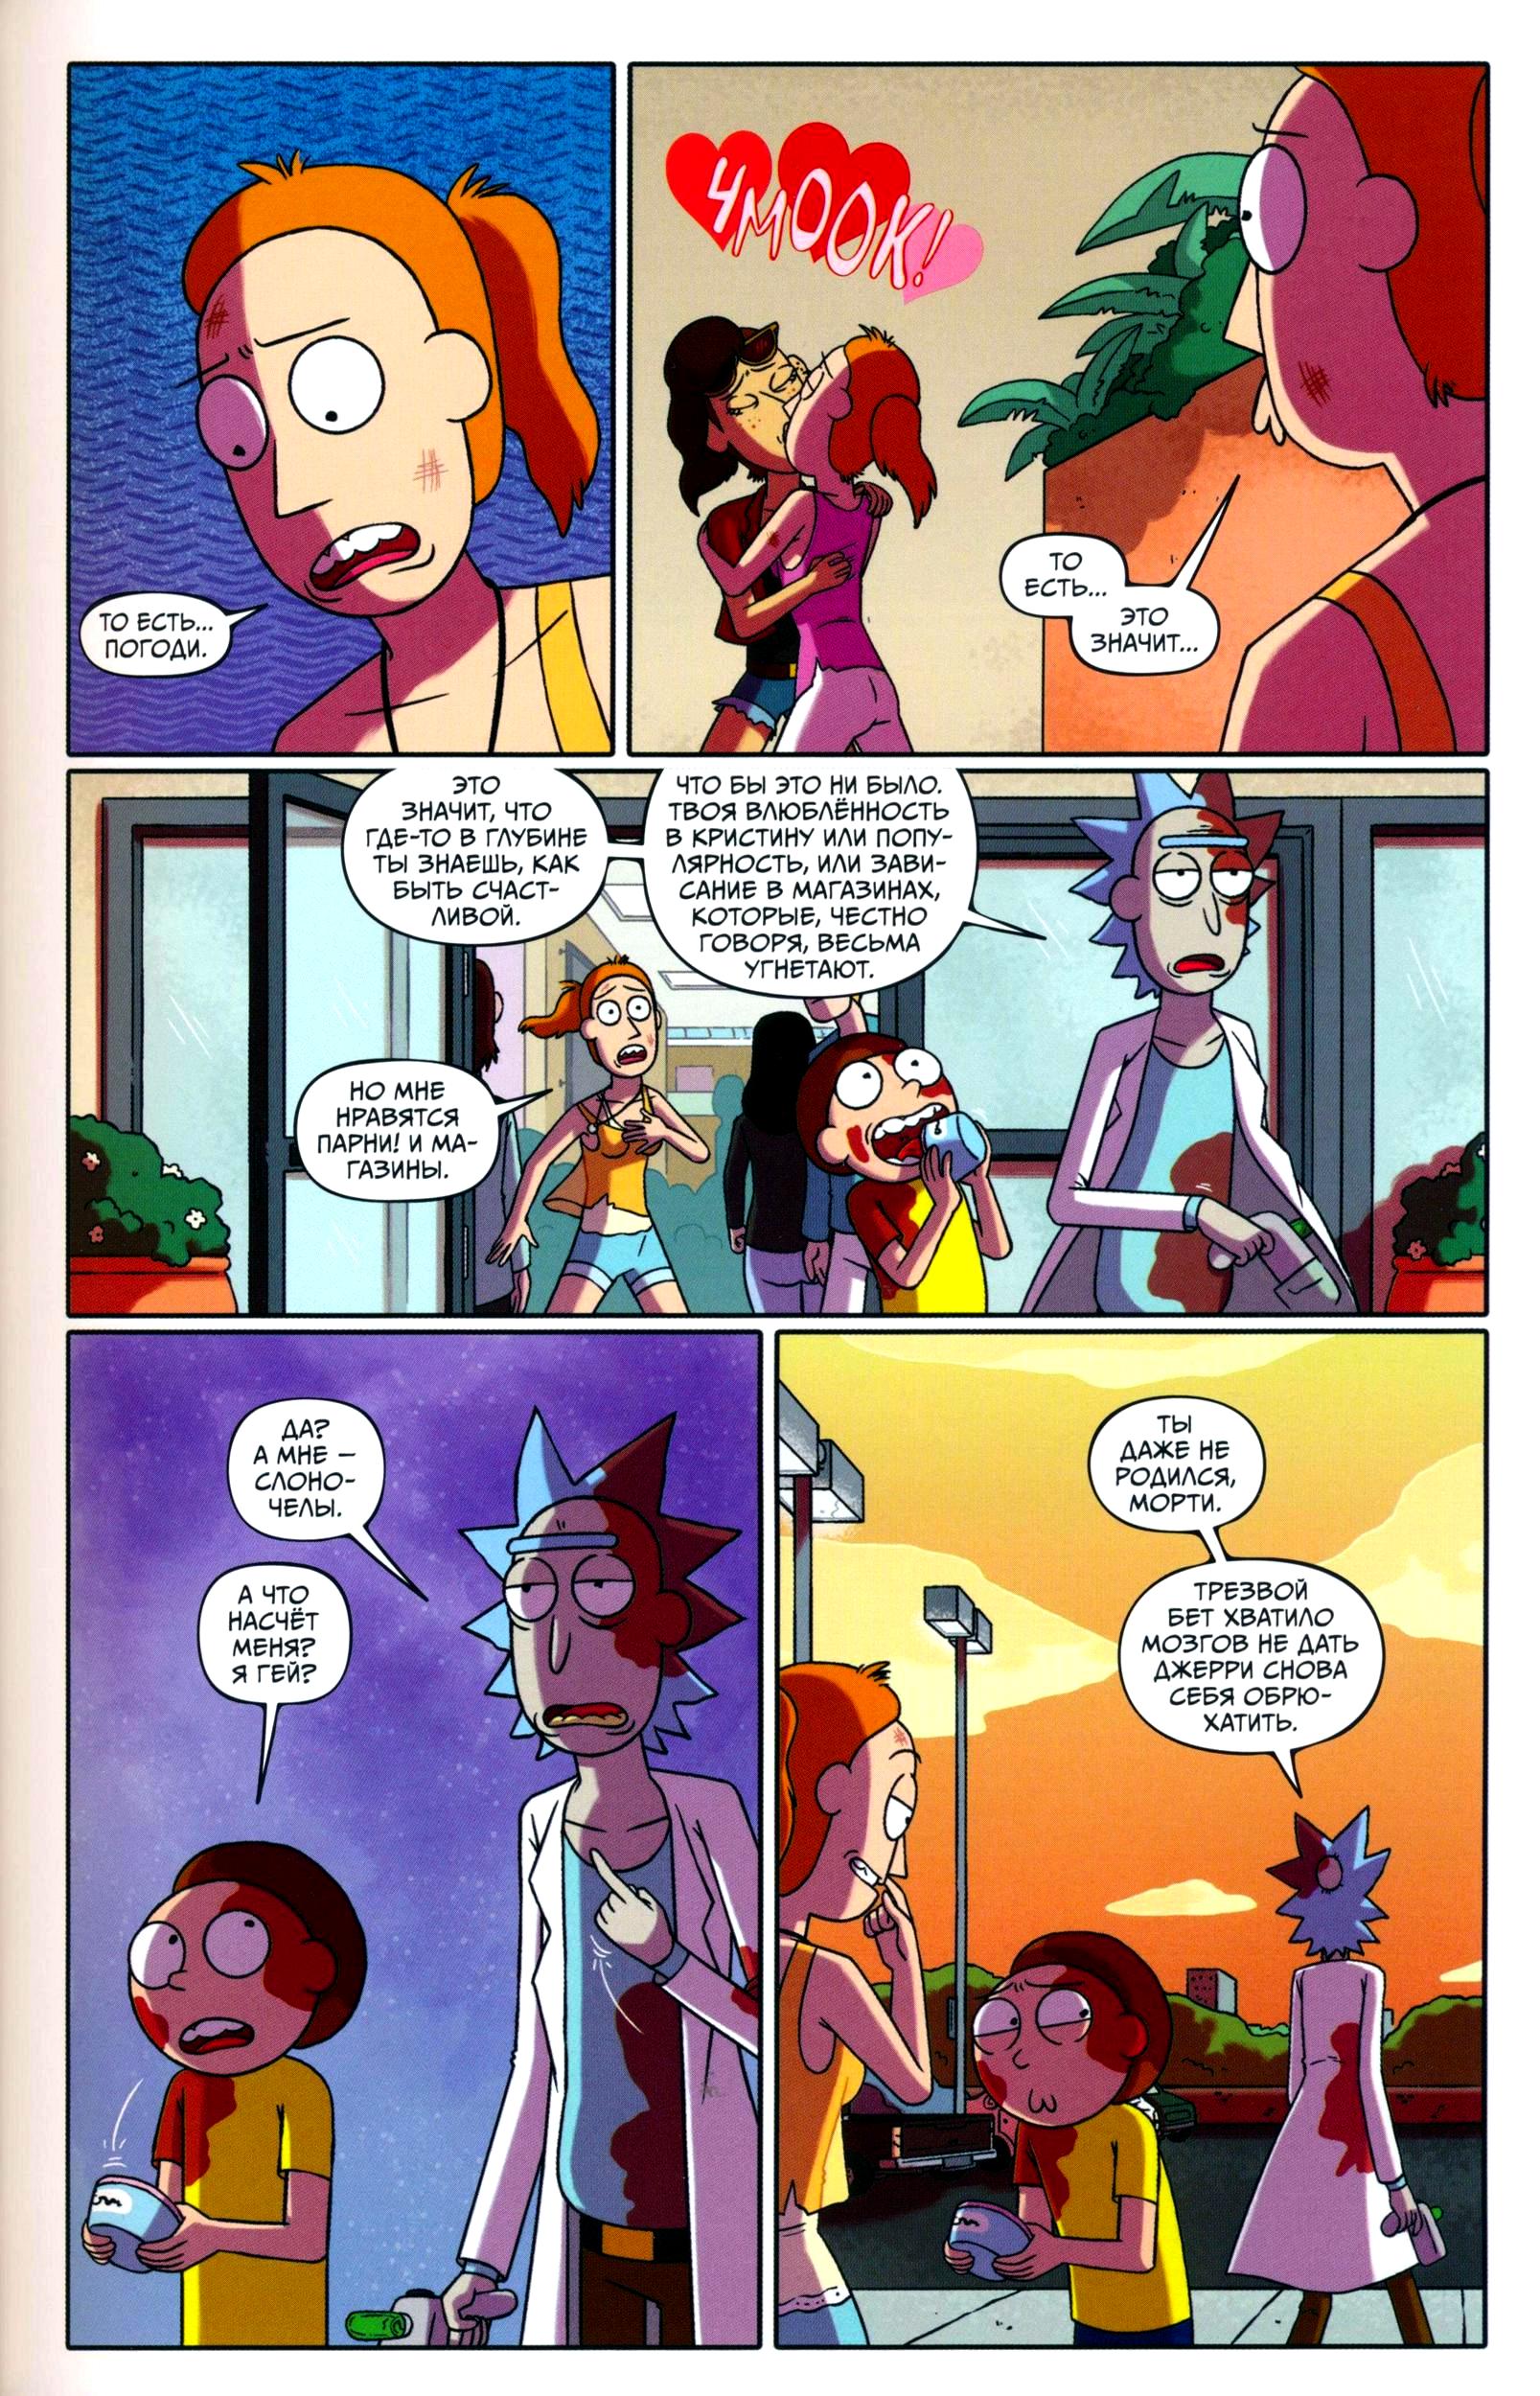 ТО ЕСТЬ...
ПОГОДИ.
ЧМООК!
ТО
ЕСТЬ...
ЭТО
ЗНАЧИТ...
ЭТО
ЗНАЧИТ, ЧТО
ГДЕ-ТО В ГЛУБИНЕ
ТЫ ЗНАЕШЬ, КАК
БЫТЬ СЧАСТ-
ЛИВОЙ.
ЧТО БЫ ЭТО НИ БЫЛО.
ТВОЯ ВЛЮБЛЁННОСТЬ
В КРИСТИНУ ИЛИ ПОПУ-
ЛЯРНОСТЬ, ИЛИ ЗАВИ-
САНИЕ В МАГАЗИНАХ,
КОТОРЫЕ, ЧЕСТНО
ГОВОРЯ, ВЕСЬМА
УГНЕТАЮТ.
НО МНЕ
НРАВЯТСЯ
ПАРНИ! И МА-
ГАЗИНЫ.
ДА?
А МНЕ –
СЛОНО-
ЧЕЛЫ.
А ЧТО
НАСЧЁТ
МЕНЯ?
Я ГЕЙ?
ТЫ
ДАЖЕ НЕ
РОДИЛСЯ,
МОРТИ.
ТРЕЗВОЙ
БЕТ ХВАТИЛО
МОЗГОВ НЕ ДАТЬ
ДЖЕРРИ СНОВА
СЕБЯ ОБРЮ-
ХАТИТЬ.